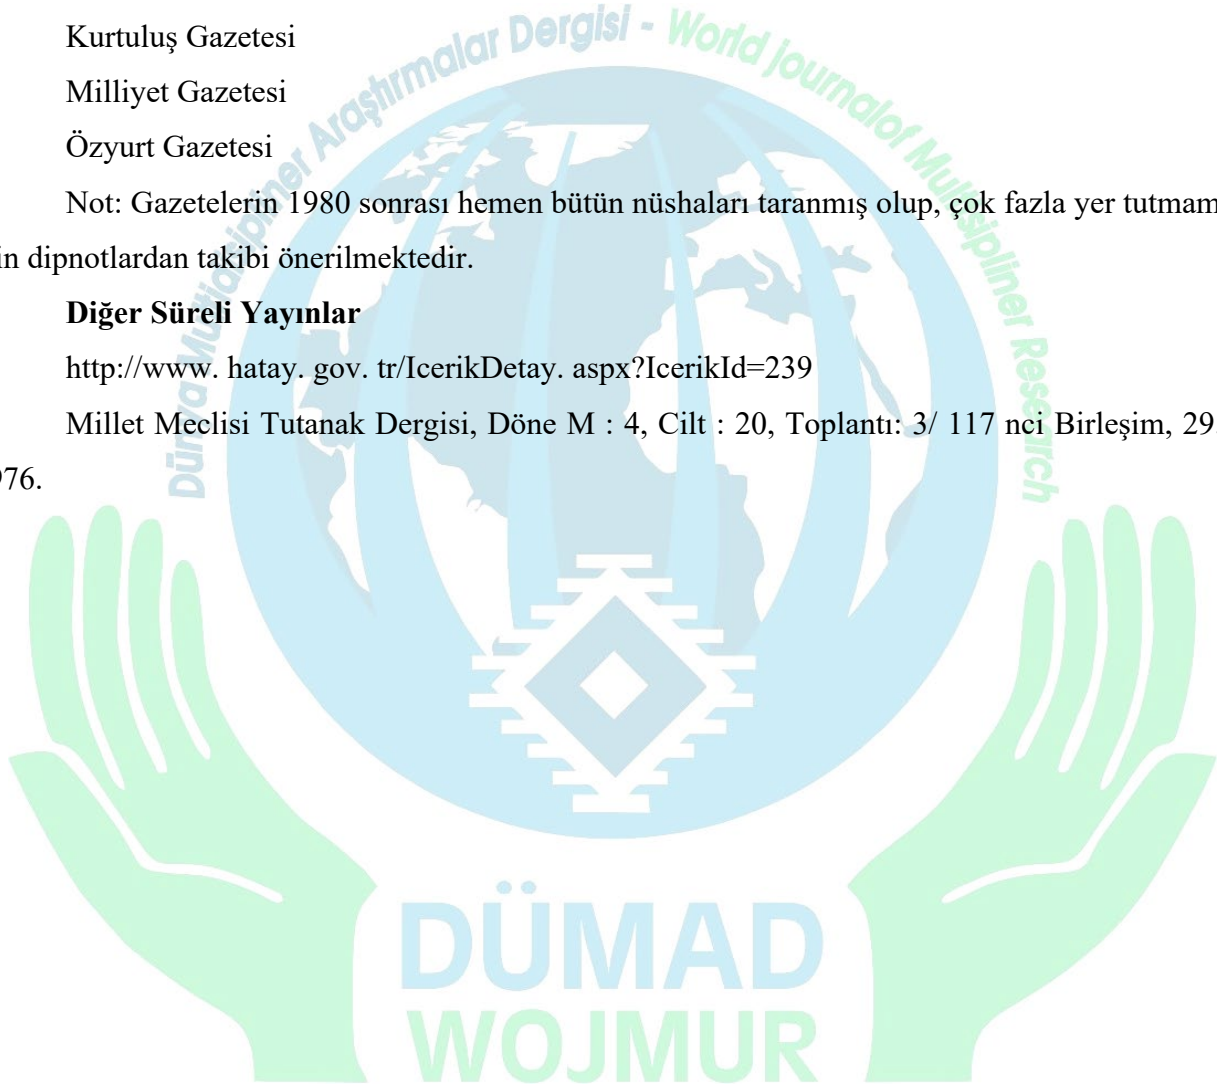 Kurtuluş Gazetesi
Milliyet Gazetesi
Özyurt Gazetesi
Not: Gazetelerin 1980 sonrası hemen bütün nüshaları taranmış olup, çok fazla yer tutmam
in dipnotlardan takibi önerilmektedir.
Diğer Süreli Yayınlar
http://www. hatay. gov. tr/IcerikDetay. aspx?IcerikId=239
Millet Meclisi Tutanak Dergisi, Döne M : 4, Cilt : 20, Toplantı: 3/ 117 nci Birleşim, 29.
976.
Dünya Multidisipliner Araştırmalar Dergisi - World Journal of Multisipliner Research
DÜMAD
WOJMUR